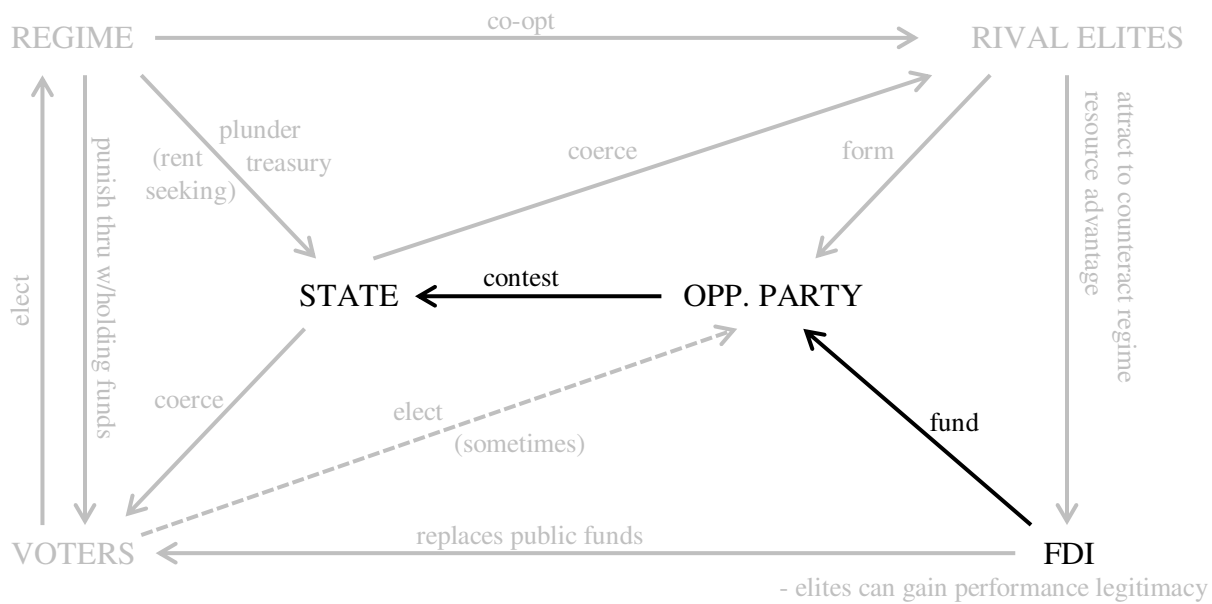 co-opt
REGIME
RIVAL ELITES
plunder
(rent treasury
seeking)
coerce
form
attract to counteract regime
resource advantage
punish thru w/holding funds
elect
contest
STATE
OPP. PARTY
coerce
elect
(sometimes)
fund
replaces public funds
VOTERS
FDI
- elites can gain performance legitimacy